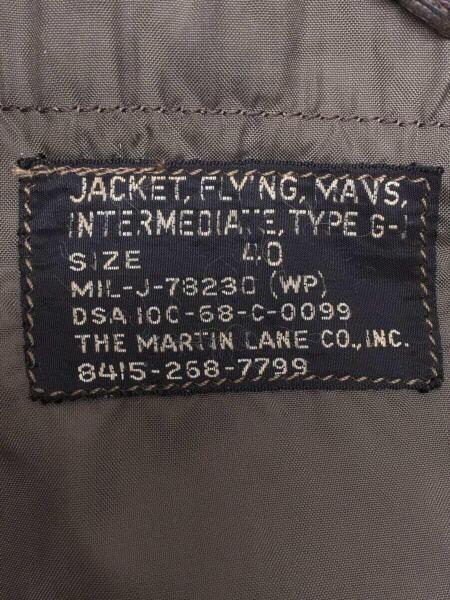 JACKET, FLYING, MAVS,
INTERMEDIATE, TYPE G-1
SIZE 40
MIL-J-7823C (WP)
DSA 100-68-C-0099
THE MARTIN LANE CO., INC.
8415-268-7799